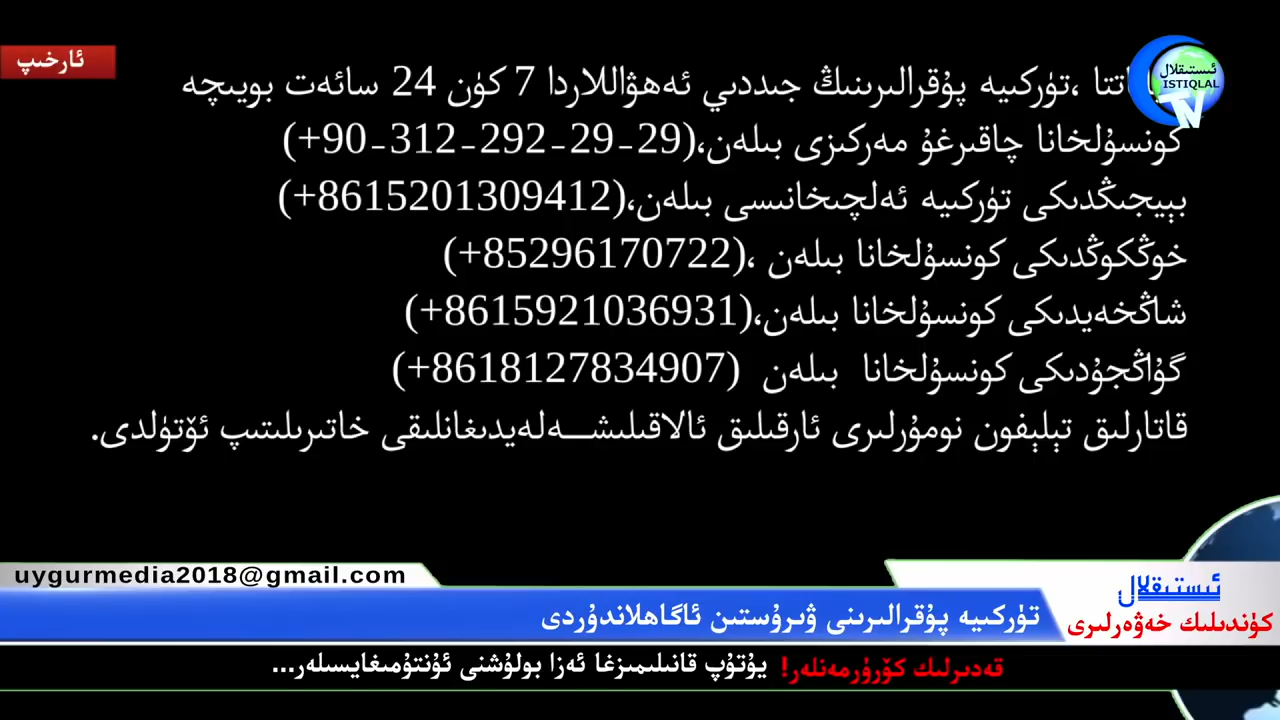 ئارخىپ
ئىستىقلال
ISTIQLAL
TV
،تۈركىيە پۇقرالىرىنىڭ جىددىي ئەھۋاللاردا 7 كۈن 24 سائەت بويىچە
كونسۇلخانا چاقىرغۇ مەركىزى بىلەن،(+90-312-292-29-29)
بېيجىڭدىكى تۈركىيە ئەلچىخانىسى بىلەن،(+8615201309412)
خوڭكوڭدىكى كونسۇلخانا بىلەن ،(+85296170722)
شاڭخەيدىكى كونسۇلخانا بىلەن،(+8615921036931)
گۇاڭجۇدىكى كونسۇلخانا بىلەن (+8618127834907)
قاتارلىق تېلېفون نومۇرلىرى ئارقىلىق ئالاقىلىشــەلەيدىغانلىقى خاتىرىلىتىپ ئۆتۈلدى.
uygurmedia2018@gmail.com
ئىستىقلال
كۈندىلىك خەۋەرلىرى
تۈركىيە پۇقرالىرىنى ۋىرۇستىن ئاگاھلاندۇردى
قەدىرلىك كۆرۈرمەنلەر! يۇتۇپ قانىلىمىزغا ئەزا بولۇشنى ئۇنتۇمىغايسىلەر...